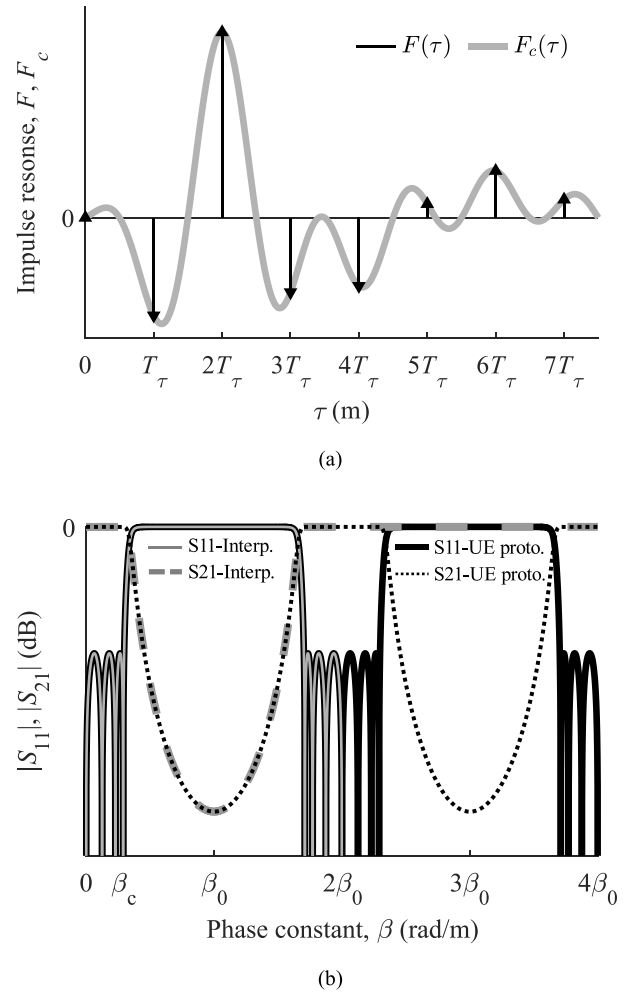 Impulse resonse, F, F_c
F(τ)
F_c(τ)
0
0 T_τ 2T_τ 3T_τ 4T_τ 5T_τ 6T_τ 7T_τ
τ (m)
(a)
|S_11|, |S_21| (dB)
0
S11-Interp.
S21-Interp.
S11-UE proto.
S21-UE proto.
0 β_c β_0 2β_0 3β_0 4β_0
Phase constant, β (rad/m)
(b)